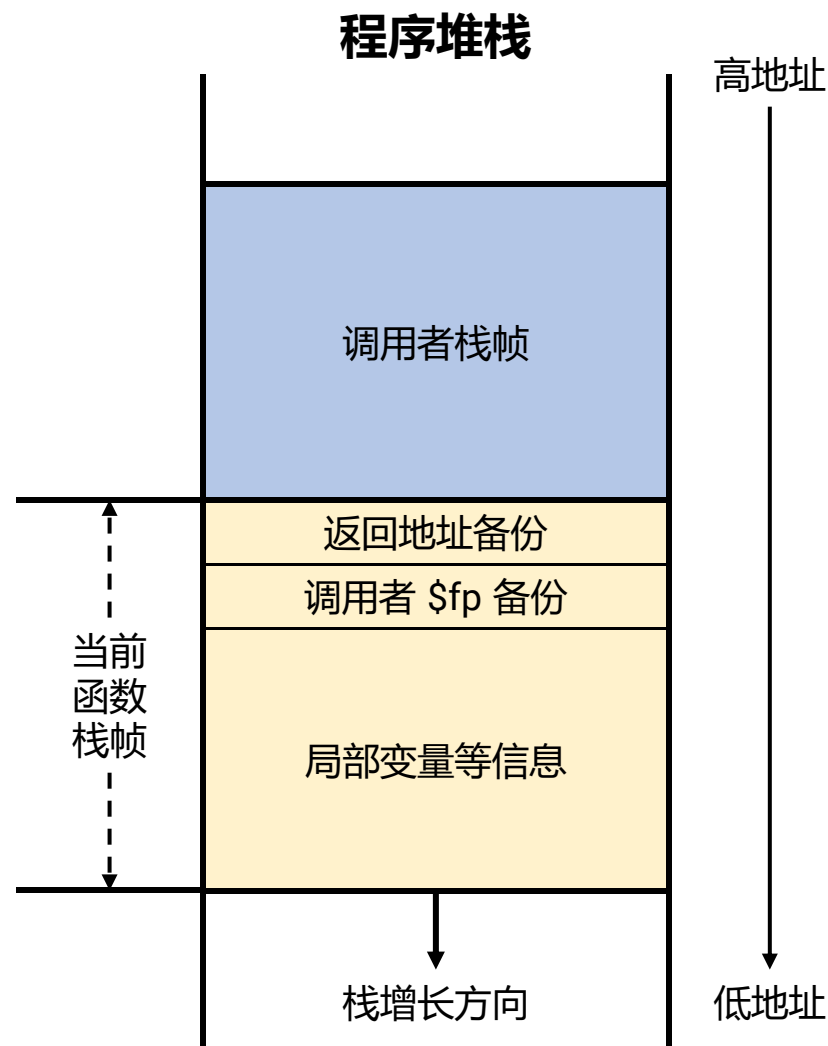 程序堆栈
高地址
调用者栈帧
返回地址备份
调用者 $fp 备份
当前
函数
栈帧
局部变量等信息
栈增长方向
低地址